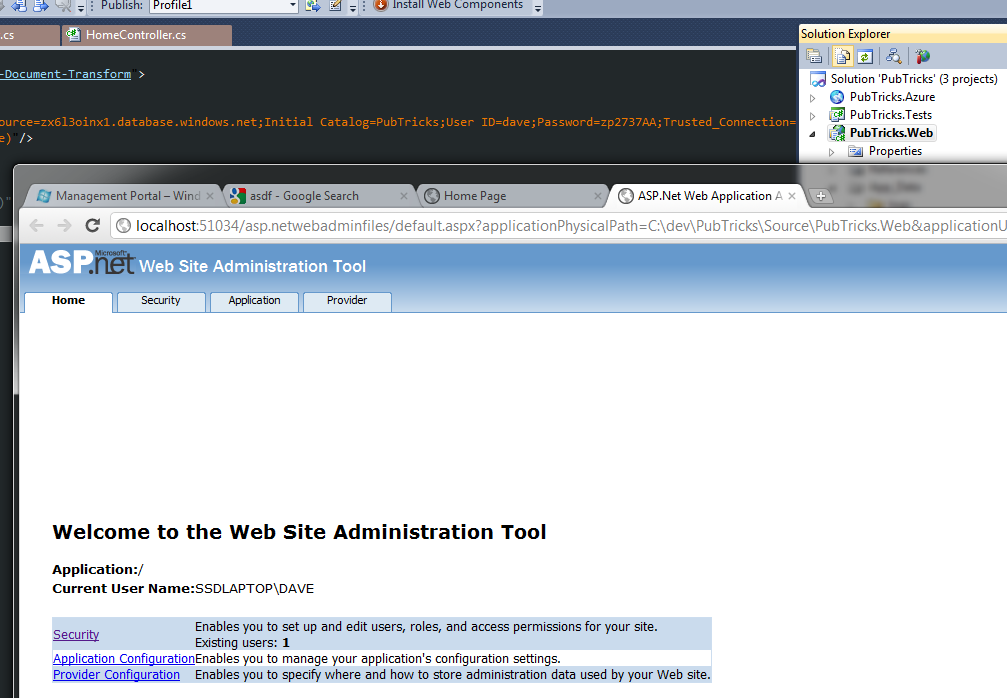 Publish: Profile1 Install Web Components
.cs HomeController.cs
Solution Explorer
-Document-Transform">
Solution 'PubTricks' (3 projects)
PubTricks.Azure
PubTricks.Tests
PubTricks.Web
Properties
ource=zx6l3oinx1.database.windows.net;Initial Catalog=PubTricks;User ID=dave;Password=zp2737AA;Trusted_Connection=
e)"/>
Management Portal – Wind
asdf - Google Search
Home Page
ASP.Net Web Application A
localhost:51034/asp.netwebadminfiles/default.aspx?applicationPhysicalPath=C:\dev\PubTricks\Source\PubTricks.Web&applicationU
Microsoft
ASP.net Web Site Administration Tool
Home Security Application Provider
Welcome to the Web Site Administration Tool
Application:/
Current User Name:SSDLAPTOP\DAVE
Security
Enables you to set up and edit users, roles, and access permissions for your site.
Existing users: 1
Application Configuration Enables you to manage your application's configuration settings.
Provider Configuration Enables you to specify where and how to store administration data used by your Web site.